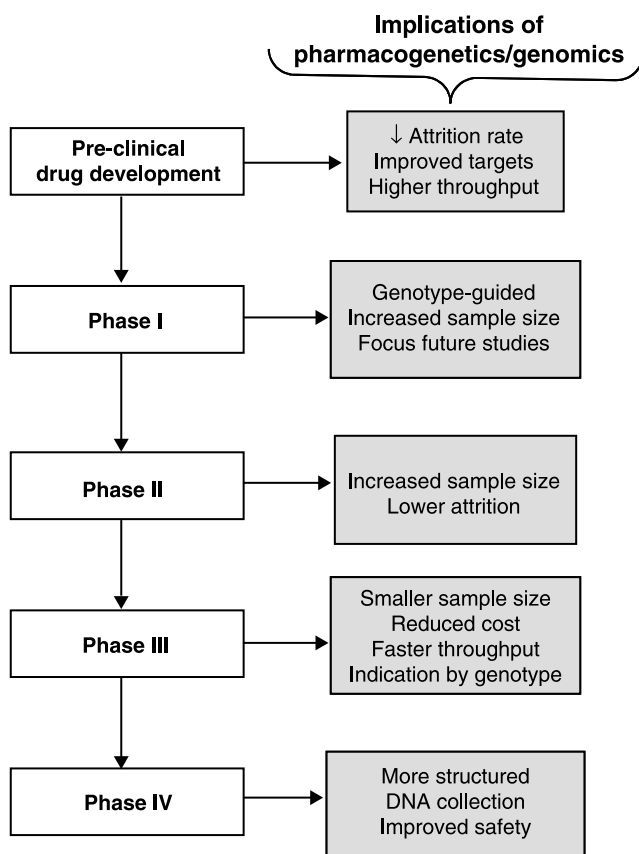 Implications of
pharmacogenetics/genomics
Pre-clinical
drug development
↓ Attrition rate
Improved targets
Higher throughput
Phase I
Genotype-guided
Increased sample size
Focus future studies
Phase II
Increased sample size
Lower attrition
Phase III
Smaller sample size
Reduced cost
Faster throughput
Indication by genotype
Phase IV
More structured
DNA collection
Improved safety